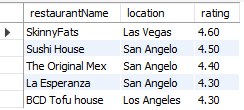 restaurantName location rating
SkinnyFats Las Vegas 4.60
Sushi House San Angelo 4.50
The Original Mex San Angelo 4.40
La Esperanza San Angelo 4.30
BCD Tofu house Los Angeles 4.30